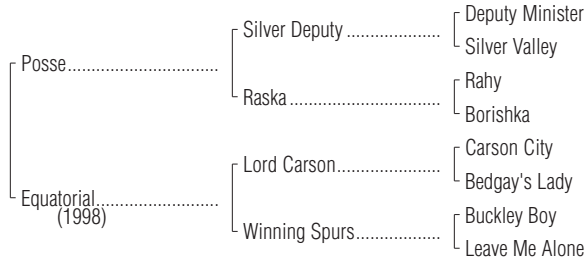 Deputy Minister
Silver Deputy ....................
Silver Valley
Posse.................................
Rahy
Raska ................................
Borishka
Carson City
Lord Carson......................
Bedgay's Lady
Equatorial..........................
(1998)
Buckley Boy
Winning Spurs..................
Leave Me Alone